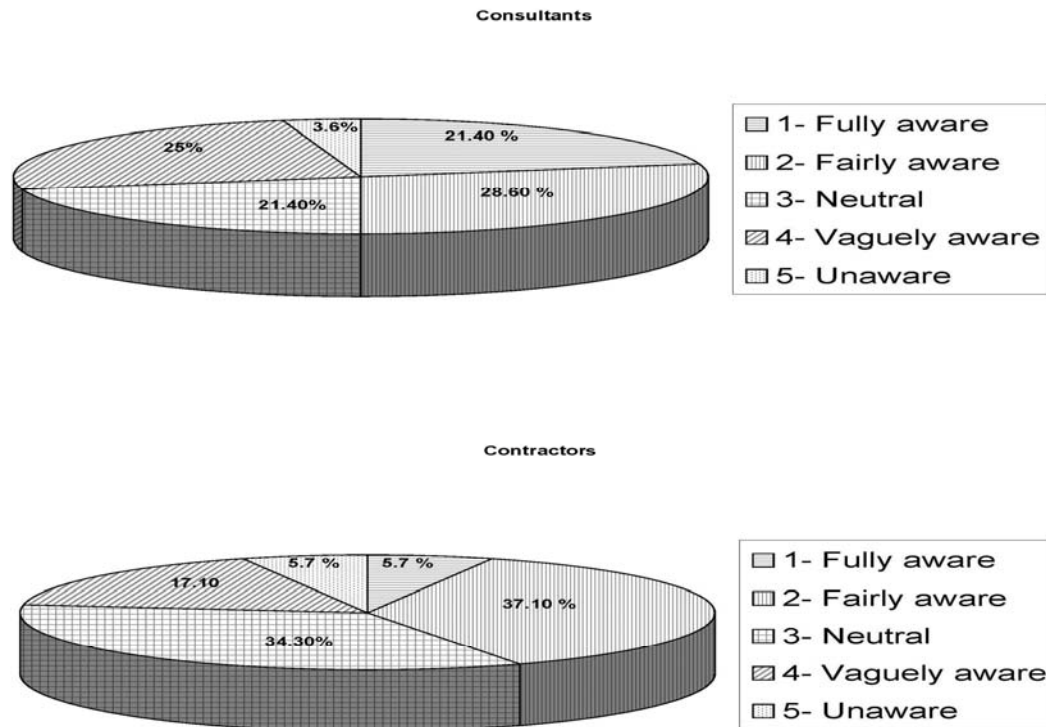 Consultants
3.6%
21.40 %
25%
28.60 %
21.40%
1- Fully aware
2- Fairly aware
3- Neutral
4- Vaguely aware
5- Unaware
Contractors
5.7 %
5.7 %
17.10
37.10 %
34.30%
1- Fully aware
2- Fairly aware
3- Neutral
4- Vaguely aware
5- Unaware